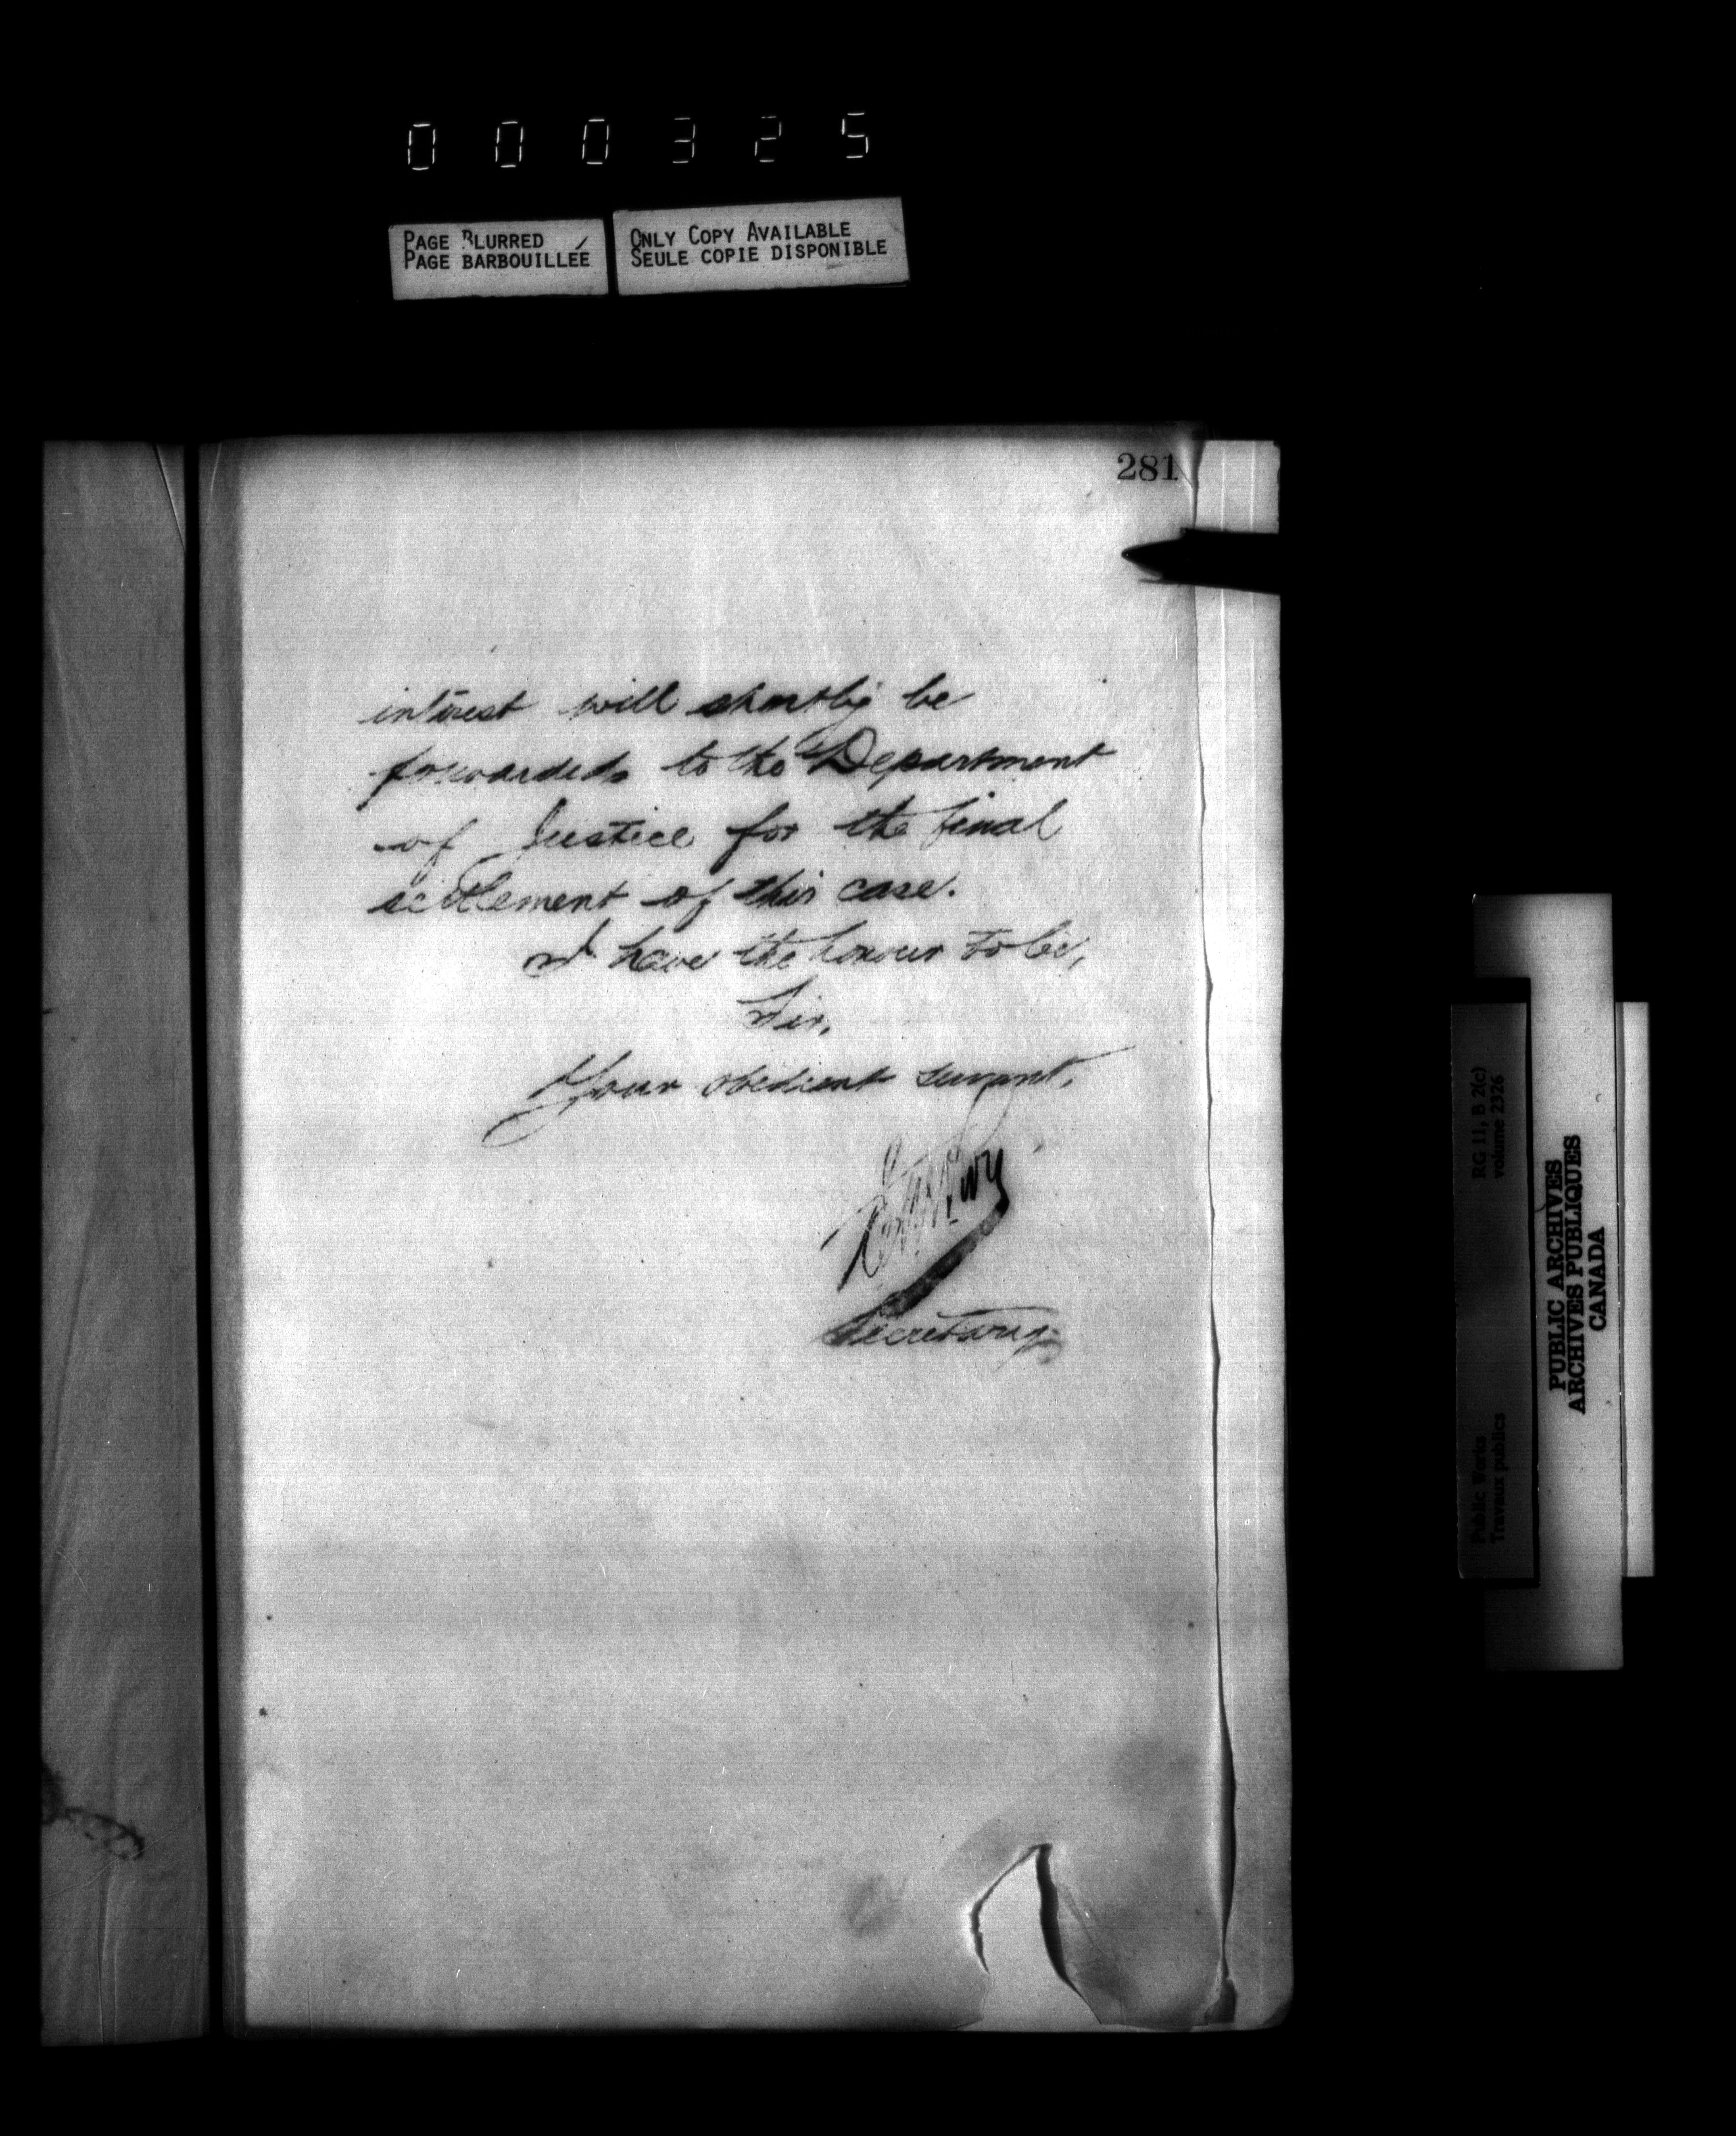 0 0 0 3 2 5
PAGE BLURRED
PAGE BARBOUILLÉE
ONLY COPY AVAILABLE
SEULE COPIE DISPONIBLE
281
interest will shortly be
forwarded to the Department
of Justice for the final
settlement of this case.
I have the honour to be,
Sir,
Your obedient servant,
Secretary.
RG 11, B 2(c)
volume 2326
Public Works
Travaux publics
PUBLIC ARCHIVES
ARCHIVES PUBLIQUES
CANADA